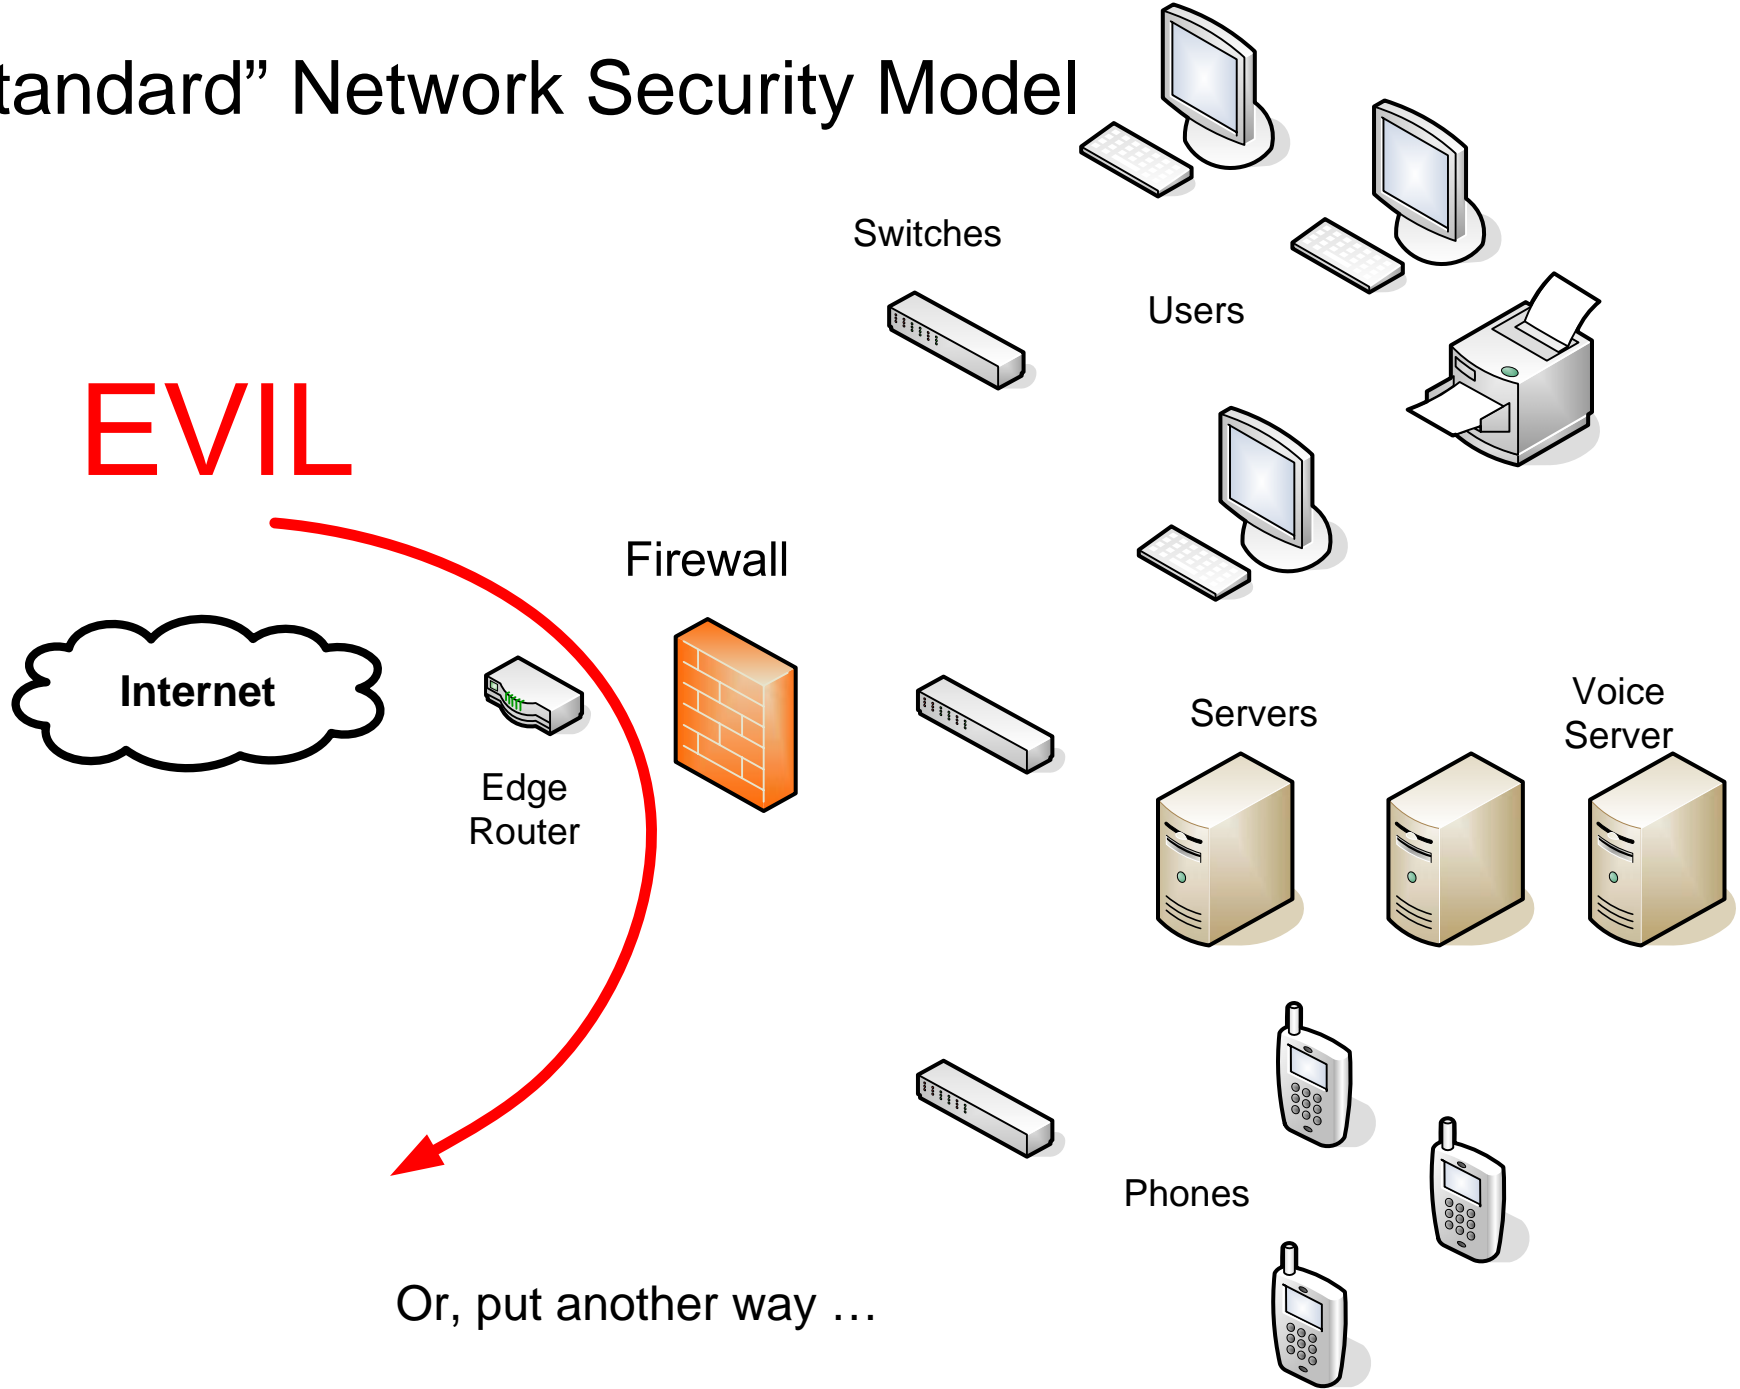 tandard” Network Security Model
Switches
Users
EVIL
Firewall
Internet
Edge
Router
Servers
Voice
Server
Phones
Or, put another way …